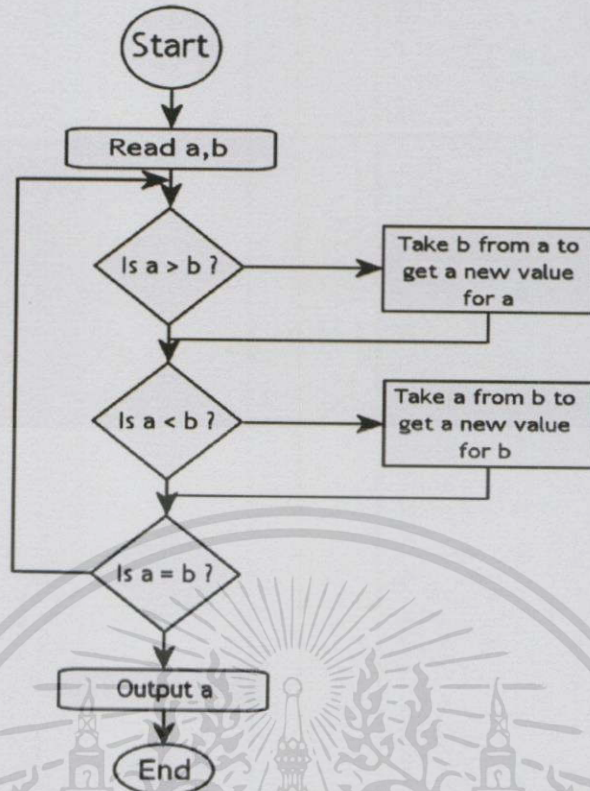 Start
Read a,b
Is a > b ?
Take b from a to
get a new value
for a
Is a < b ?
Take a from b to
get a new value
for b
Is a = b ?
Output a
End